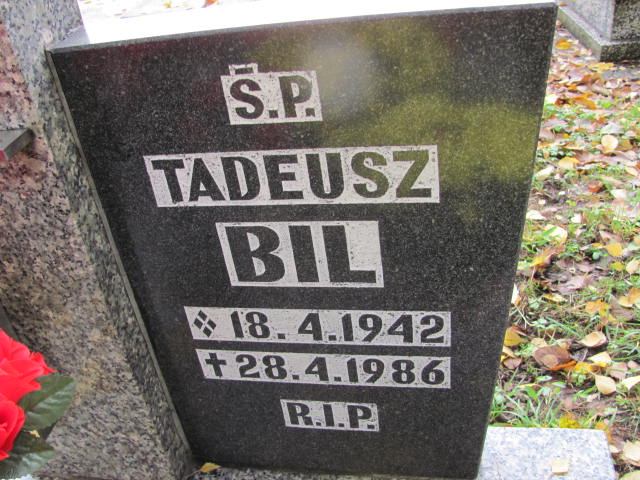 Ś.P.
TADEUSZ
BIL
18.4.1942
✝28.4.1986
R.I.P.